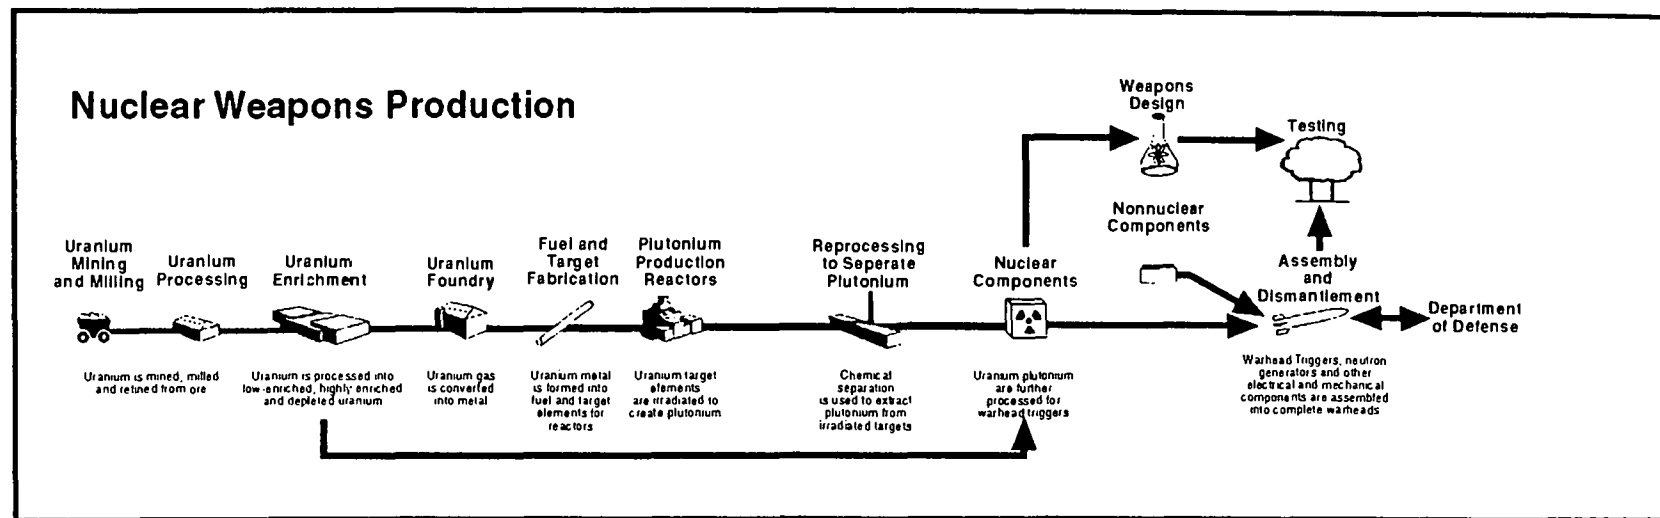 Nuclear Weapons Production
Weapons
Design
Testing
Nonnuclear
Components
Uranium
Mining
and Milling
Uranium
Processing
Uranium
Enrichment
Uranium
Foundry
Fuel and
Target
Fabrication
Plutonium
Production
Reactors
Reprocessing
to Seperate
Plutonium
Nuclear
Components
Assembly
and
Dismantlement
Department
of Defense
Uranium is mined, milled
and refined from ore
Uranium is processed into
low-enriched, highly enriched
and depleted uranium
Uranium gas
is converted
into metal
Uranium metal
is formed into
fuel and target
elements for
reactors
Uranium target
elements
are irradiated to
create plutonium
Chemical
separation
is used to extract
plutonium from
irradiated targets
Uranium plutonium
are further
processed for
warhead triggers
Warhead Triggers, neutron
generators and other
electrical and mechanical
components are assembled
into complete warheads